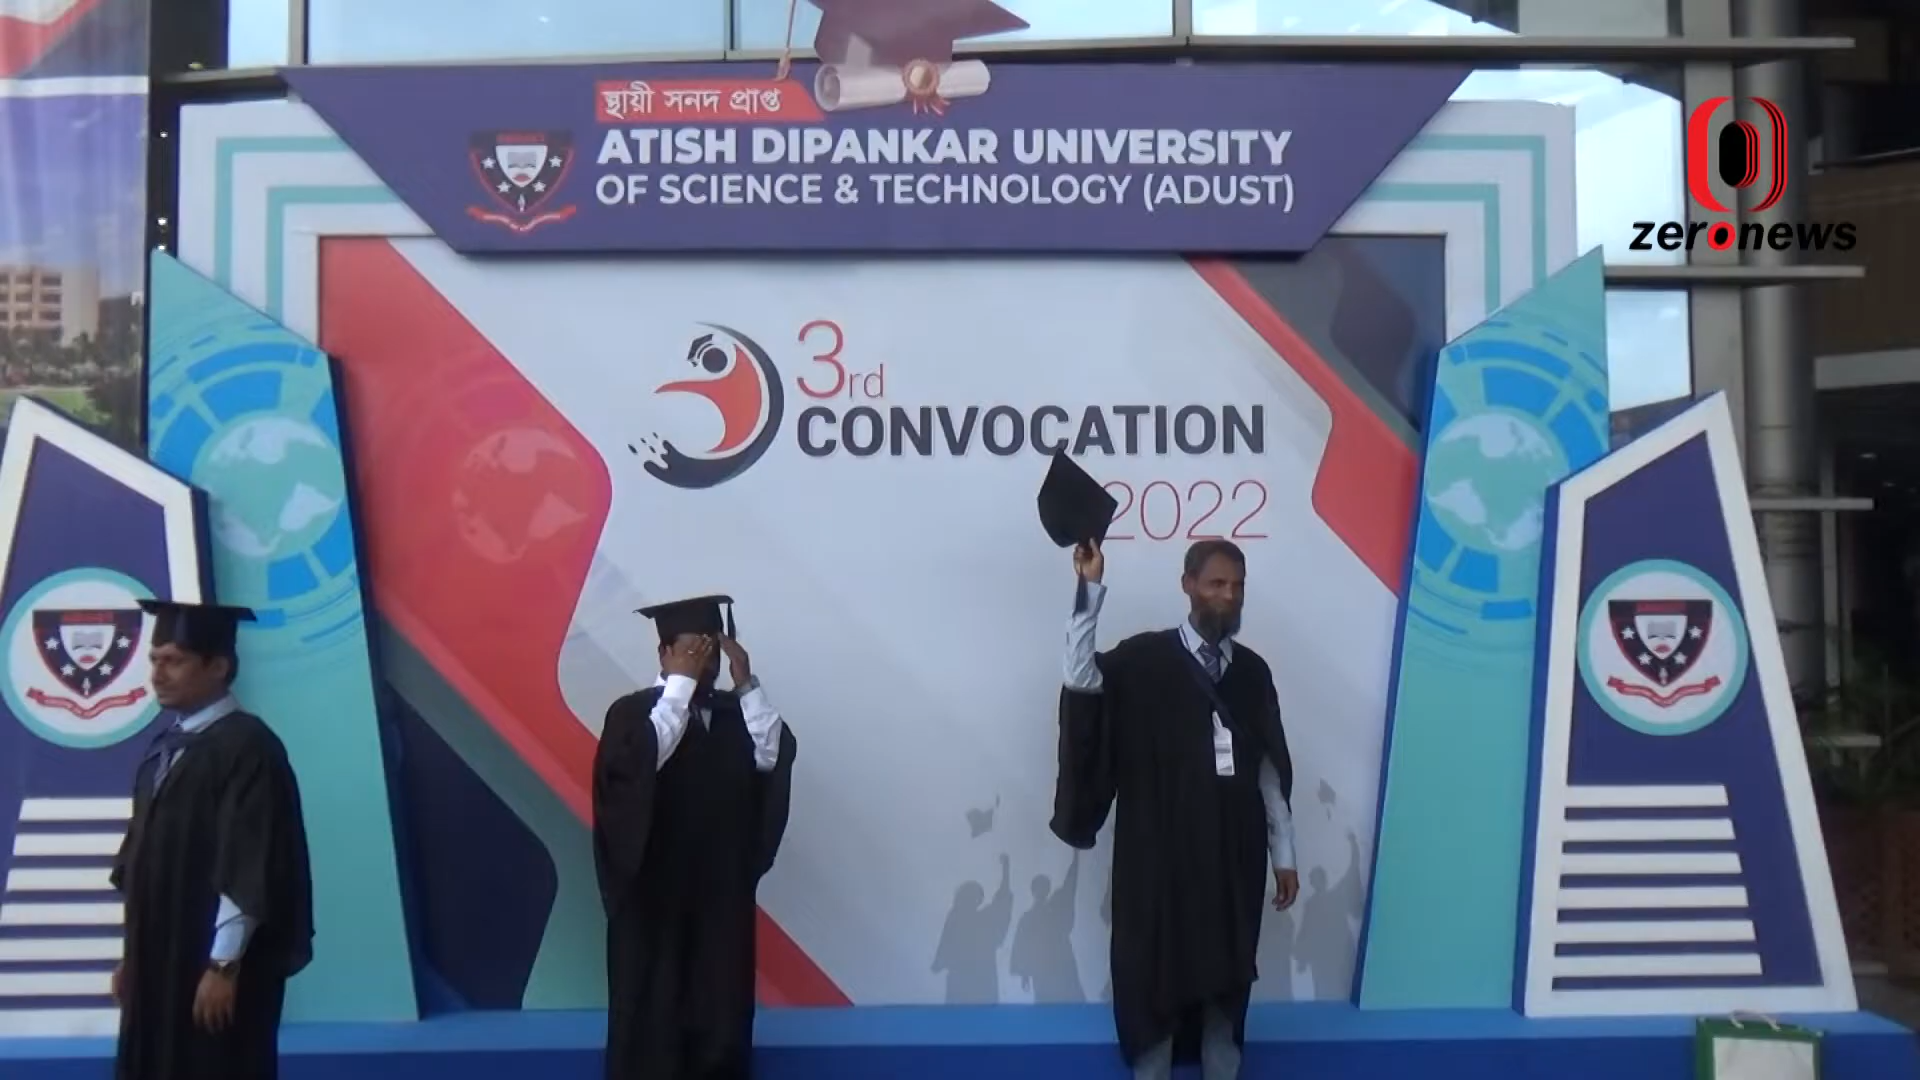 স্থায়ী সনদ প্রাপ্ত
ATISH DIPANKAR UNIVERSITY
OF SCIENCE & TECHNOLOGY (ADUST)
zeronews
3rd
CONVOCATION
2022